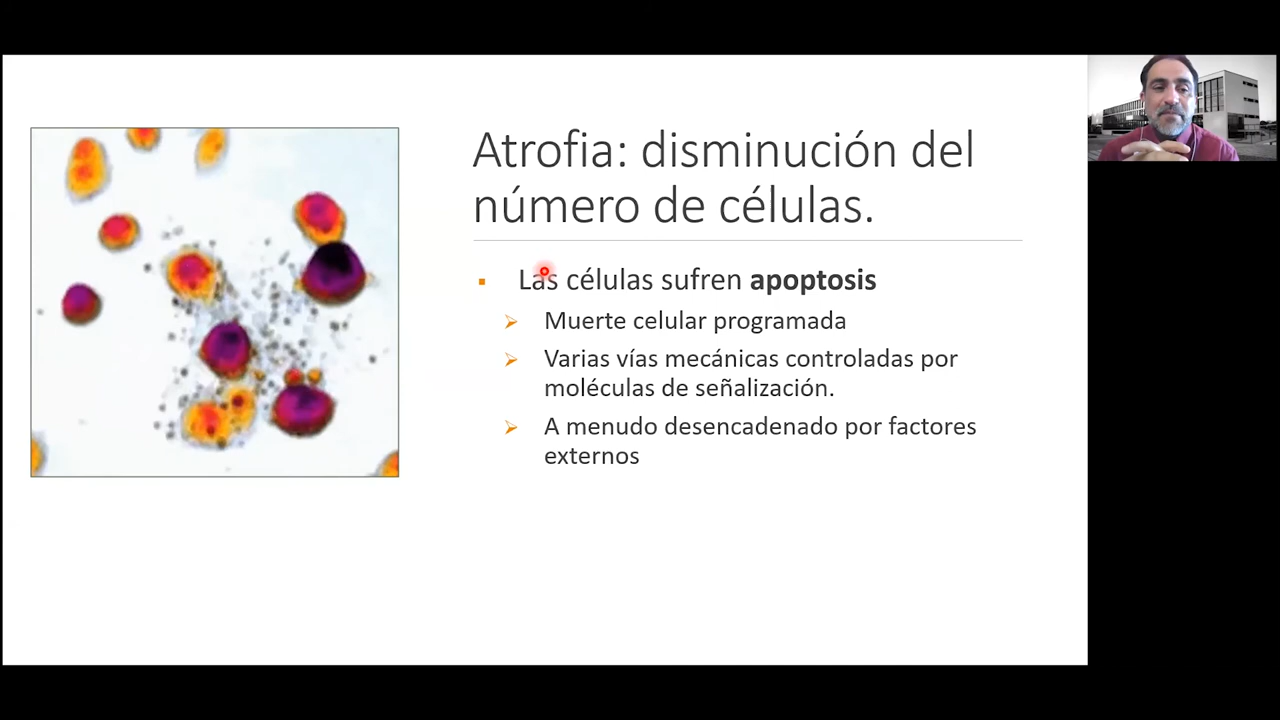 Atrofia: disminución del
número de células.
Las células sufren apoptosis
Muerte celular programada
Varias vías mecánicas controladas por
moléculas de señalización.
A menudo desencadenado por factores
externos